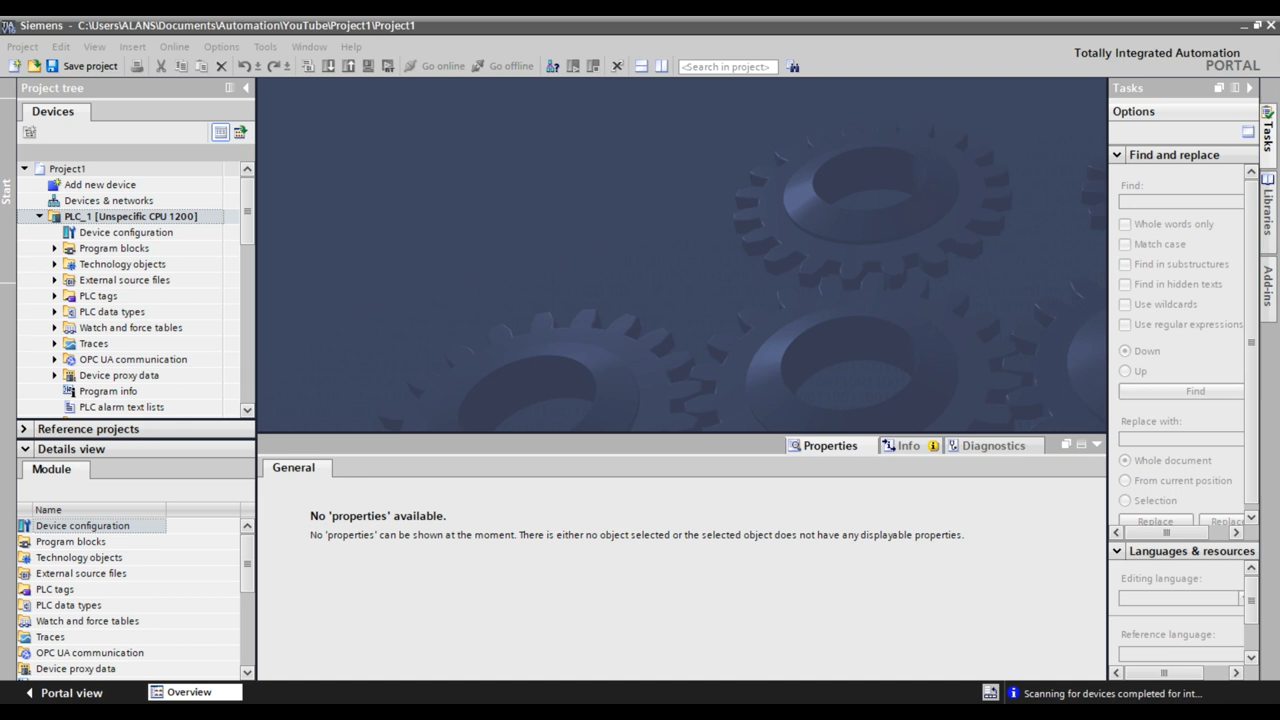 Siemens - C:\Users\ALANS\Documents\Automation\YouTube\Project1\Project1
Project Edit View Insert Online Options Tools Window Help
Totally Integrated Automation
PORTAL
Save project
Go online
Go offline
<Search in project>
Project tree
Devices
Start
Project1
Add new device
Devices & networks
PLC_1 [Unspecific CPU 1200]
Device configuration
Program blocks
Technology objects
External source files
PLC tags
PLC data types
Watch and force tables
Traces
OPC UA communication
Device proxy data
Program info
PLC alarm text lists
Reference projects
Details view
Module
Name
Device configuration
Program blocks
Technology objects
External source files
PLC tags
PLC data types
Watch and force tables
Traces
OPC UA communication
Device proxy data
Properties
Info
Diagnostics
General
No 'properties' available.
No 'properties' can be shown at the moment. There is either no object selected or the selected object does not have any displayable properties.
Tasks
Options
Find and replace
Find:
Whole words only
Match case
Find in substructures
Find in hidden texts
Use wildcards
Use regular expressions
Down
Up
Find
Replace with:
Whole document
From current position
Selection
Replace
Replace
Languages & resources
Editing language:
Reference language:
Tasks
Libraries
Add-ins
Portal view
Overview
Scanning for devices completed for int...